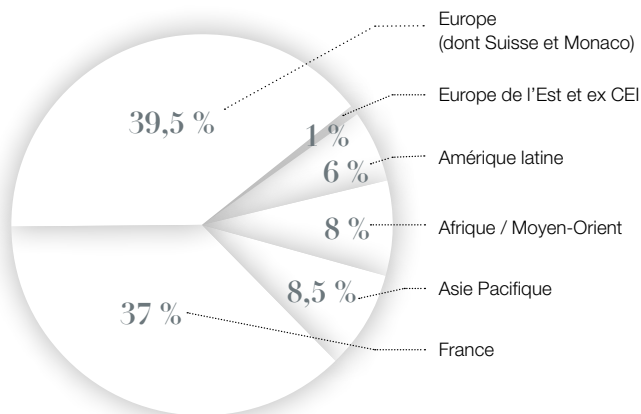 Europe
(dont Suisse et Monaco)
39,5 %
Europe de l'Est et ex CEI
1 %
Amérique latine
6 %
Afrique / Moyen-Orient
8 %
Asie Pacifique
8,5 %
France
37 %